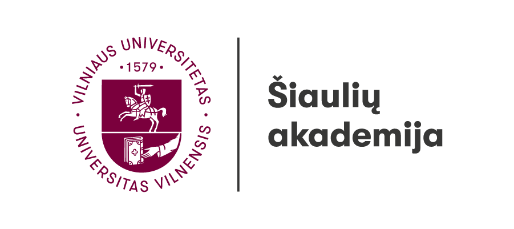 VILNIAUS UNIVERSITETAS
· 1579 ·
· UNIVERSITAS VILNENSIS ·
Šiaulių
akademija